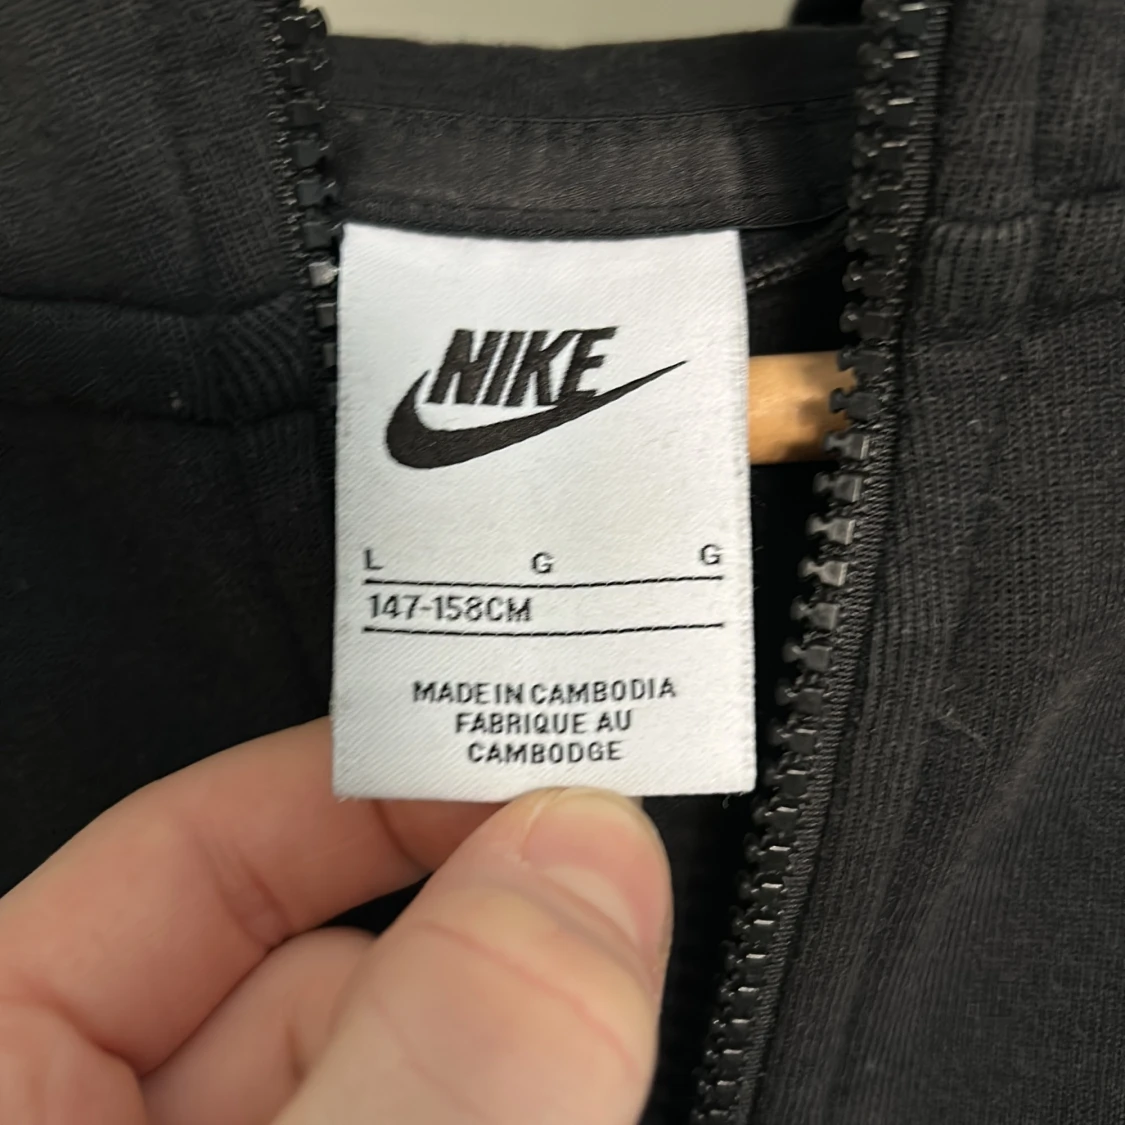 NIKE
L G G
147-158CM
MADE IN CAMBODIA
FABRIQUE AU
CAMBODGE